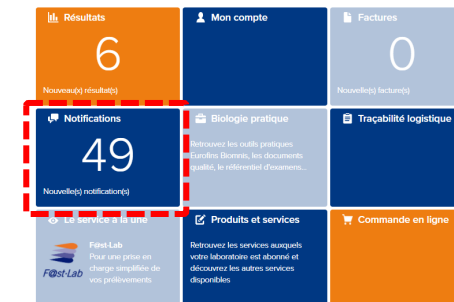 Résultats
6
Nouveau(x) résultat(s)
Mon compte
Factures
0
Nouvelle(s) facture(s)
Notifications
49
Nouvelle(s) notification(s)
Biologie pratique
Retrouvez les outils pratiques
Eurofins Biomnis, les documents
qualité, le référentiel d'examens...
Traçabilité logistique
Le service à la une
F@st-Lab
F@st-Lab
Pour une prise en
charge simplifiée de
vos prélèvements
Produits et services
Retrouvez les services auxquels
votre laboratoire est abonné et
découvrez les autres services
disponibles
Commande en ligne